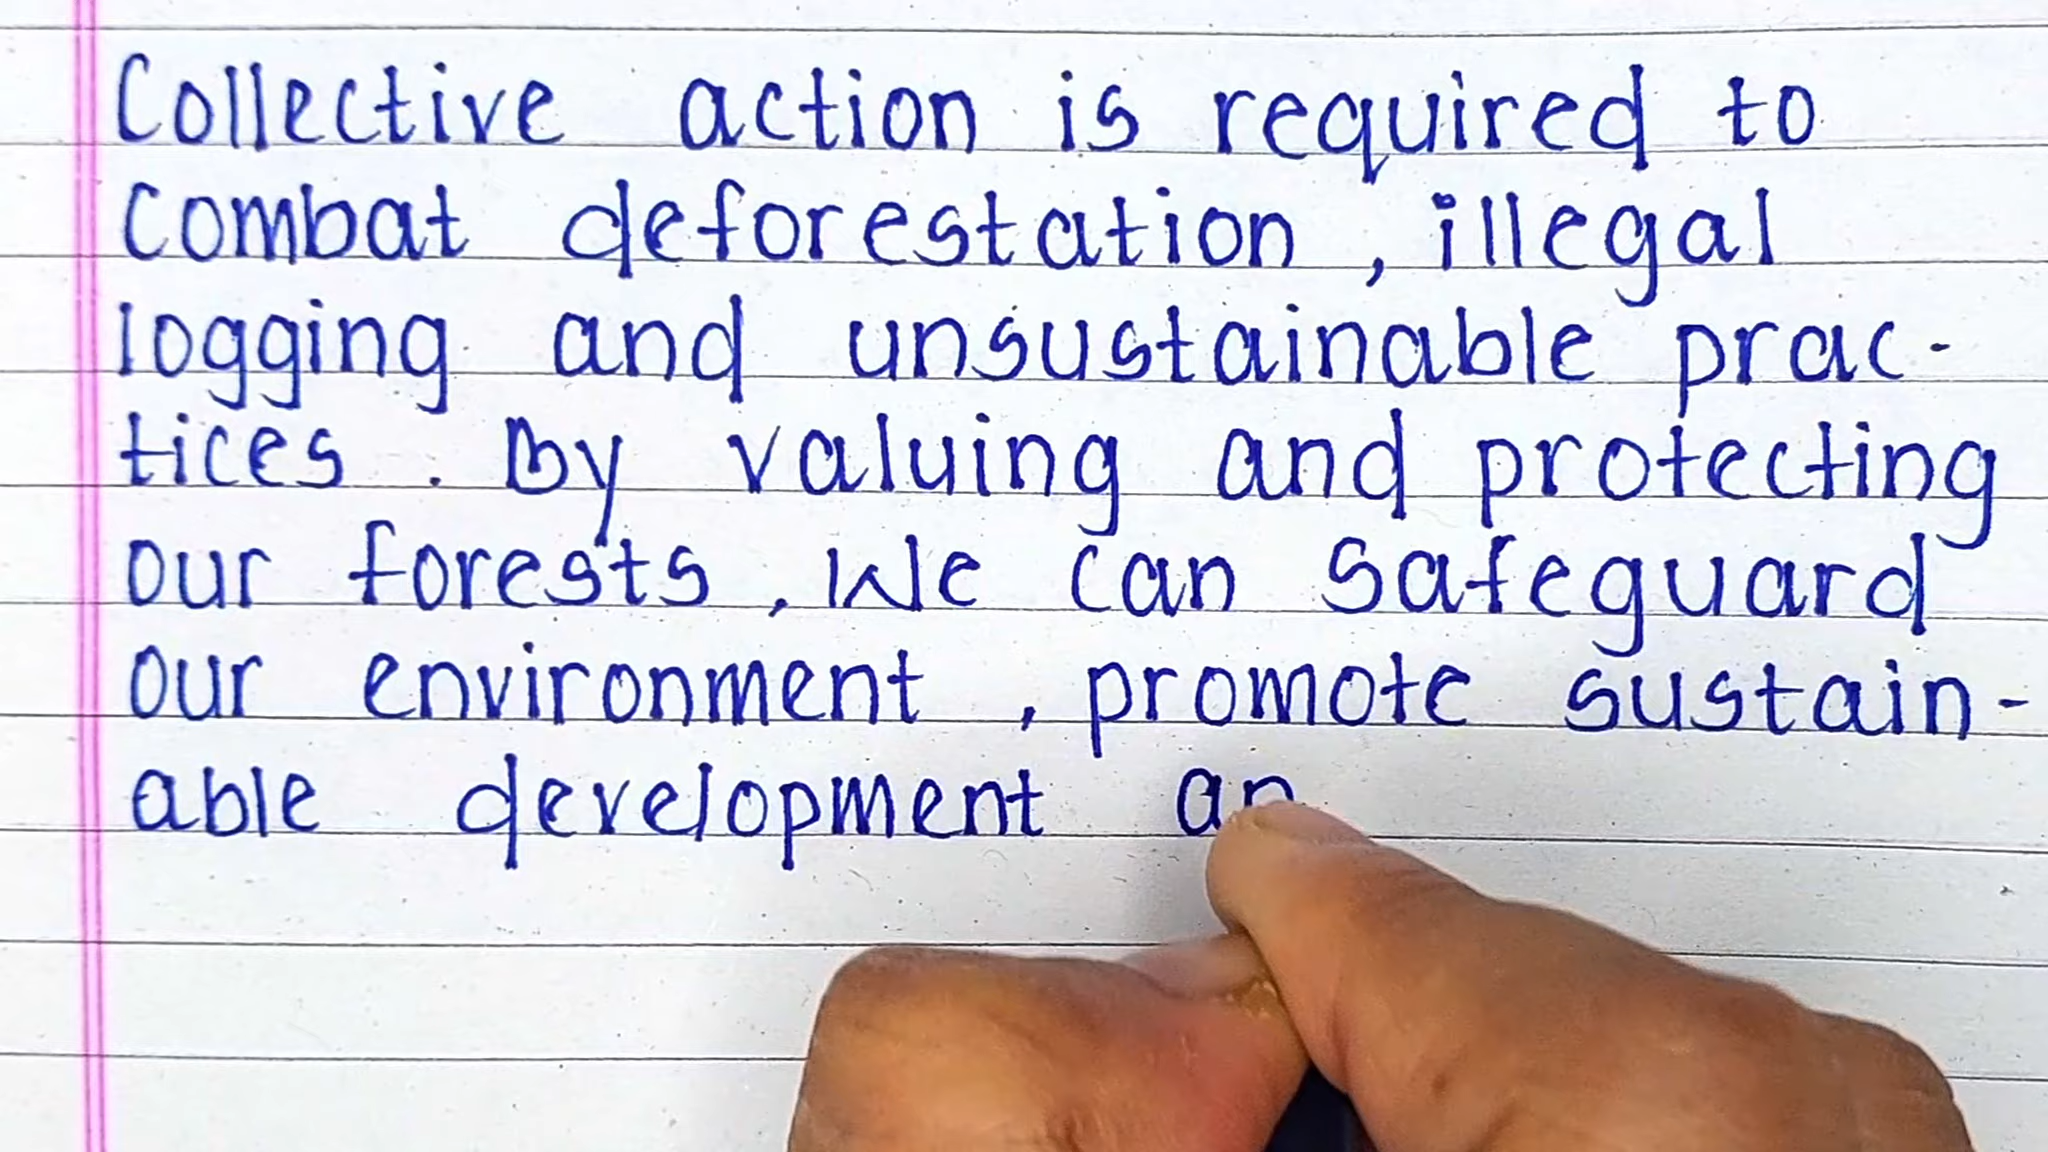 Collective action is required to
combat deforestation, illegal
logging and unsustainable prac-
tices. By valuing and protecting
our forests, we can safeguard
our environment, promote sustain-
able development an